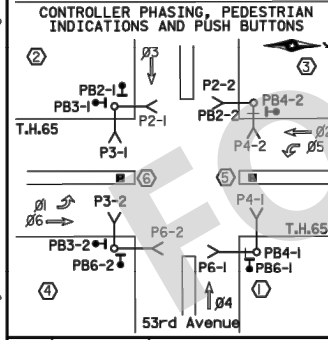 CONTROLLER PHASING, PEDESTRIAN
INDICATIONS AND PUSH BUTTONS
2
Ø3
3
PB2-1
PB3-1
P2-1
P2-2
PB4-2
PB2-2
T.H.65
P3-1
P4-2
Ø5
6
5
Ø1
P3-2
P4-1
Ø6
P6-2
T.H.65
PB3-2
PB4-1
PB6-2
P6-1
PB6-1
4
Ø4
1
53rd Avenue